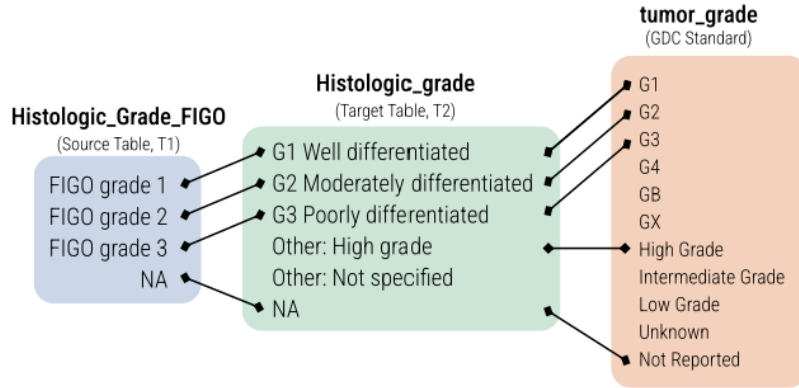 Histologic_Grade_FIGO
(Source Table, T1)
FIGO grade 1
FIGO grade 2
FIGO grade 3
NA
Histologic_grade
(Target Table, T2)
G1 Well differentiated
G2 Moderately differentiated
G3 Poorly differentiated
Other: High grade
Other: Not specified
NA
tumor_grade
(GDC Standard)
G1
G2
G3
G4
GB
GX
High Grade
Intermediate Grade
Low Grade
Unknown
Not Reported